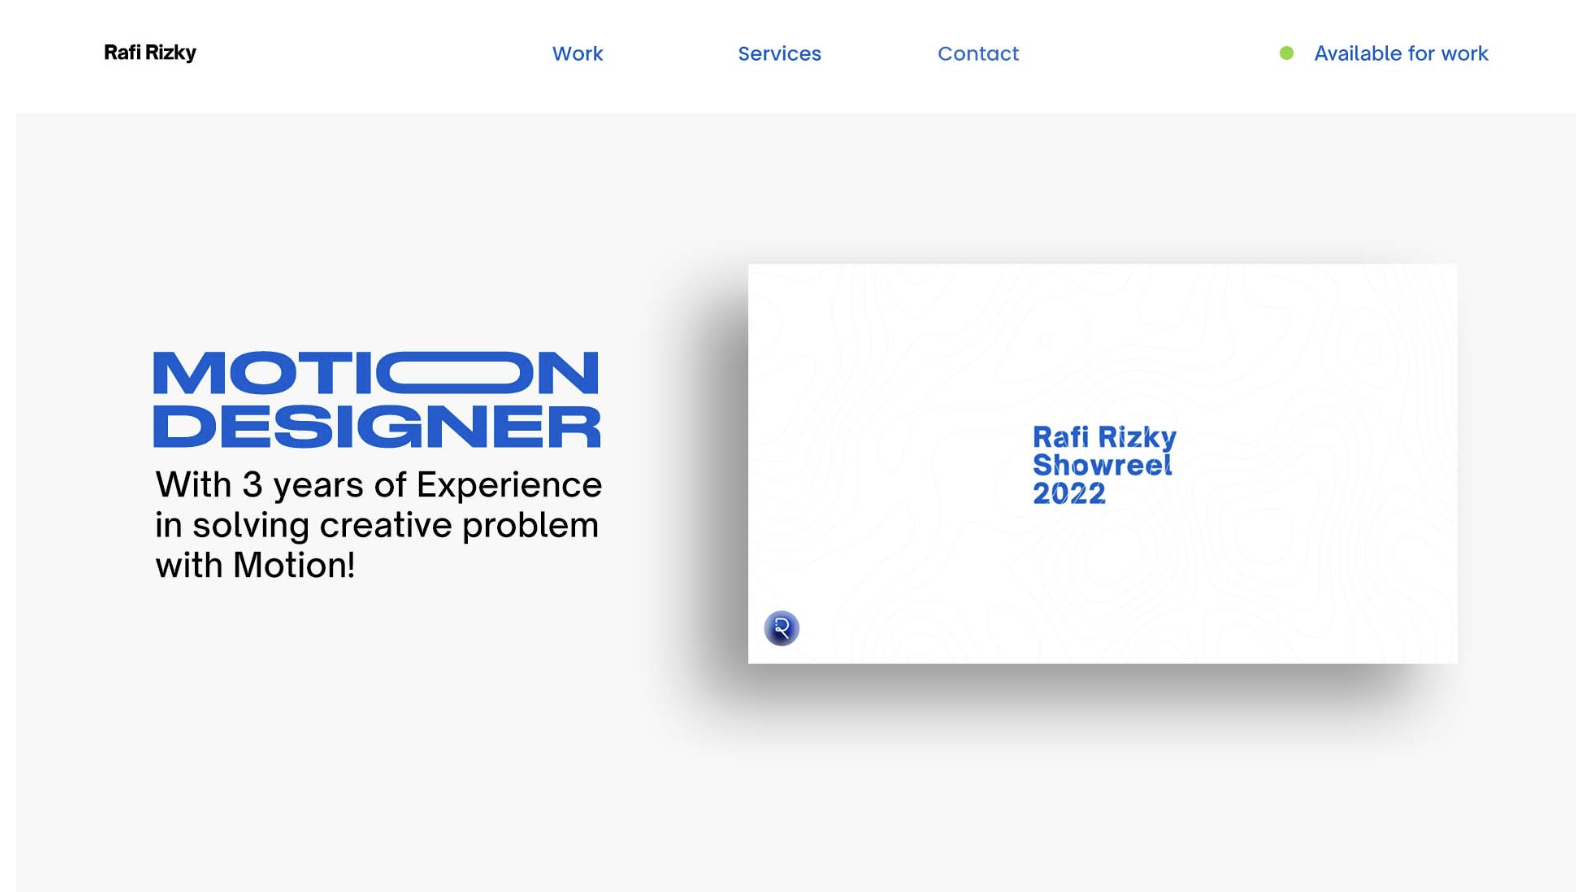 Rafi Rizky
Work
Services
Contact
Available for work
MOTION
DESIGNER
With 3 years of Experience
in solving creative problem
with Motion!
Rafi Rizky
Showreel
2022
R